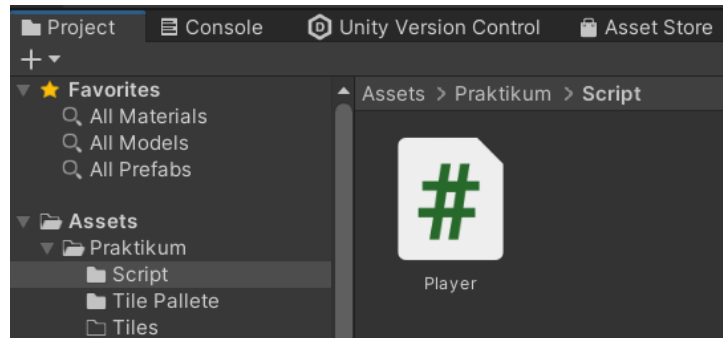 Project Console Unity Version Control Asset Store
Favorites
All Materials
All Models
All Prefabs
Assets
Praktikum
Script
Tile Pallete
Tiles
Assets > Praktikum > Script
#
Player